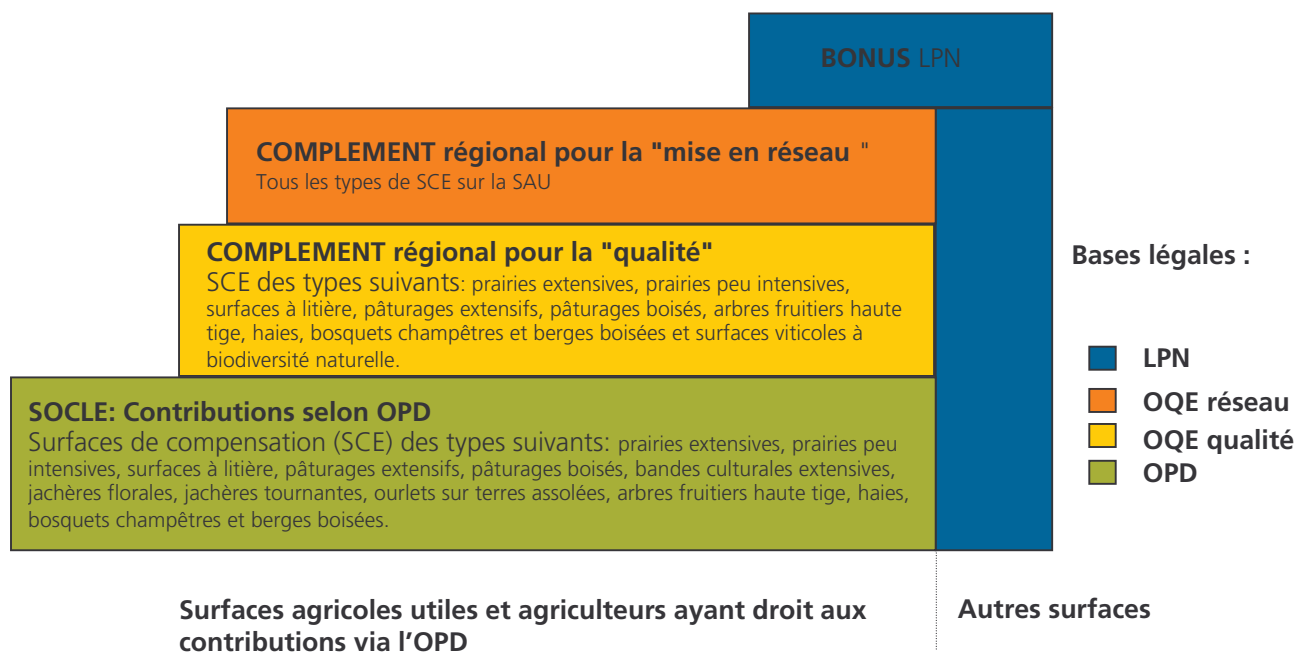 BONUS LPN
COMPLEMENT régional pour la "mise en réseau "
Tous les types de SCE sur la SAU
COMPLEMENT régional pour la "qualité"
SCE des types suivants: prairies extensives, prairies peu intensives,
surfaces à litière, pâturages extensifs, pâturages boisés, arbres fruitiers haute
tige, haies, bosquets champêtres et berges boisées et surfaces viticoles à
biodiversité naturelle.
SOCLE: Contributions selon OPD
Surfaces de compensation (SCE) des types suivants: prairies extensives, prairies peu
intensives, surfaces à litière, pâturages extensifs, pâturages boisés, bandes culturales extensives,
jachères florales, jachères tournantes, ourlets sur terres assolées, arbres fruitiers haute tige, haies,
bosquets champêtres et berges boisées.
Bases légales :
LPN
OQE réseau
OQE qualité
OPD
Surfaces agricoles utiles et agriculteurs ayant droit aux
contributions via l'OPD
Autres surfaces